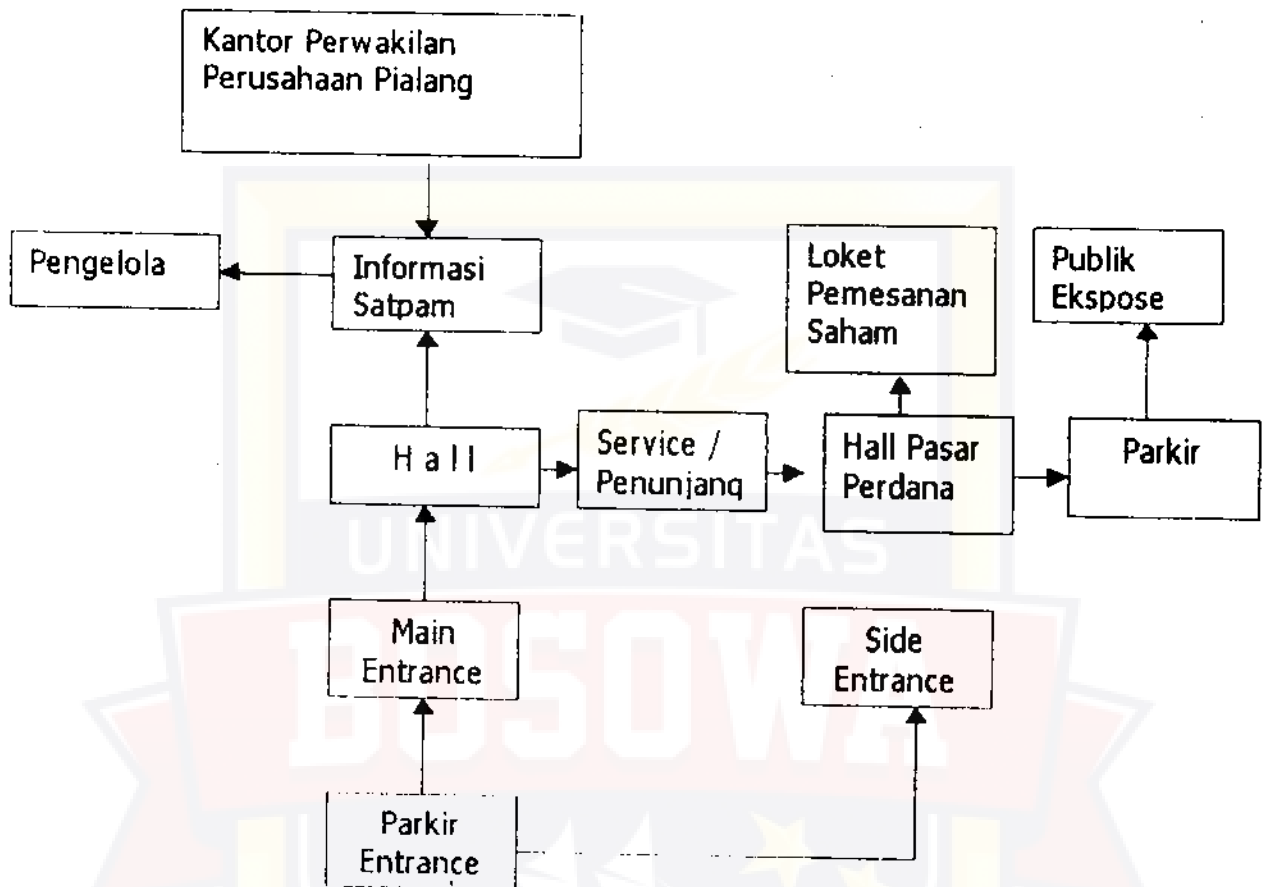 Kantor Perwakilan
Perusahaan Pialang
Pengelola
Informasi
Satpam
Loket
Pemesanan
Saham
Publik
Ekspose
H a l l
Service /
Penunjang
Hall Pasar
Perdana
Parkir
UNIVERSITAS
Main
Entrance
Side
Entrance
BOSOWA
Parkir
Entrance